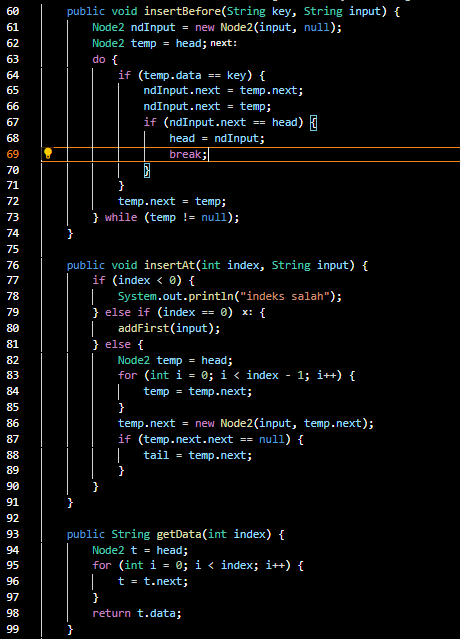 60 public void insertBefore(String key, String input) {
61 Node2 ndInput = new Node2(input, null);
62 Node2 temp = head; next:
63 do {
64 if (temp.data == key) {
65 ndInput.next = temp.next;
66 ndInput.next = temp;
67 if (ndInput.next == head) {
68 head = ndInput;
69 break;
70 }
71 }
72 temp.next = temp;
73 } while (temp != null);
74 }
75
76 public void insertAt(int index, String input) {
77 if (index < 0) {
78 System.out.println("indeks salah");
79 } else if (index == 0) x: {
80 addFirst(input);
81 } else {
82 Node2 temp = head;
83 for (int i = 0; i < index - 1; i++) {
84 temp = temp.next;
85 }
86 temp.next = new Node2(input, temp.next);
87 if (temp.next.next == null) {
88 tail = temp.next;
89 }
90 }
91 }
92
93 public String getData(int index) {
94 Node2 t = head;
95 for (int i = 0; i < index; i++) {
96 t = t.next;
97 }
98 return t.data;
99 }